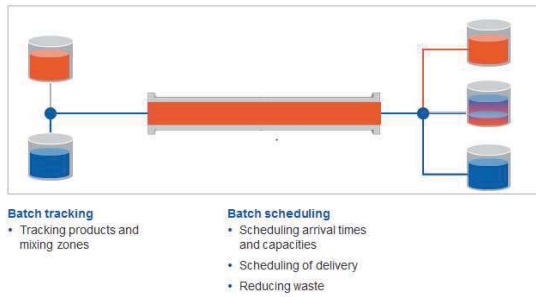 Batch tracking
• Tracking products and
mixing zones
Batch scheduling
• Scheduling arrival times
and capacities
• Scheduling of delivery
• Reducing waste